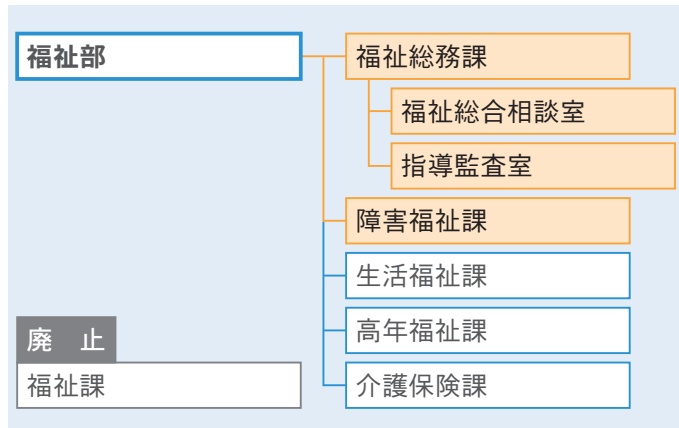 福祉部
福祉総務課
福祉総合相談室
指導監査室
障害福祉課
生活福祉課
高年福祉課
介護保険課
廃　止
福祉課